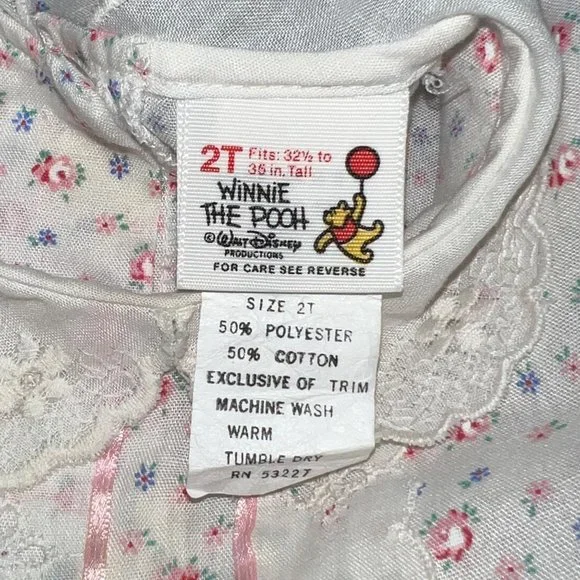 2T Fits: 32½ to
35 in. Tall
WINNIE
THE POOH
© Walt Disney
PRODUCTIONS
FOR CARE SEE REVERSE
SIZE 2T
50% POLYESTER
50% COTTON
EXCLUSIVE OF TRIM
MACHINE WASH
WARM
TUMBLE DRY
RN 53227